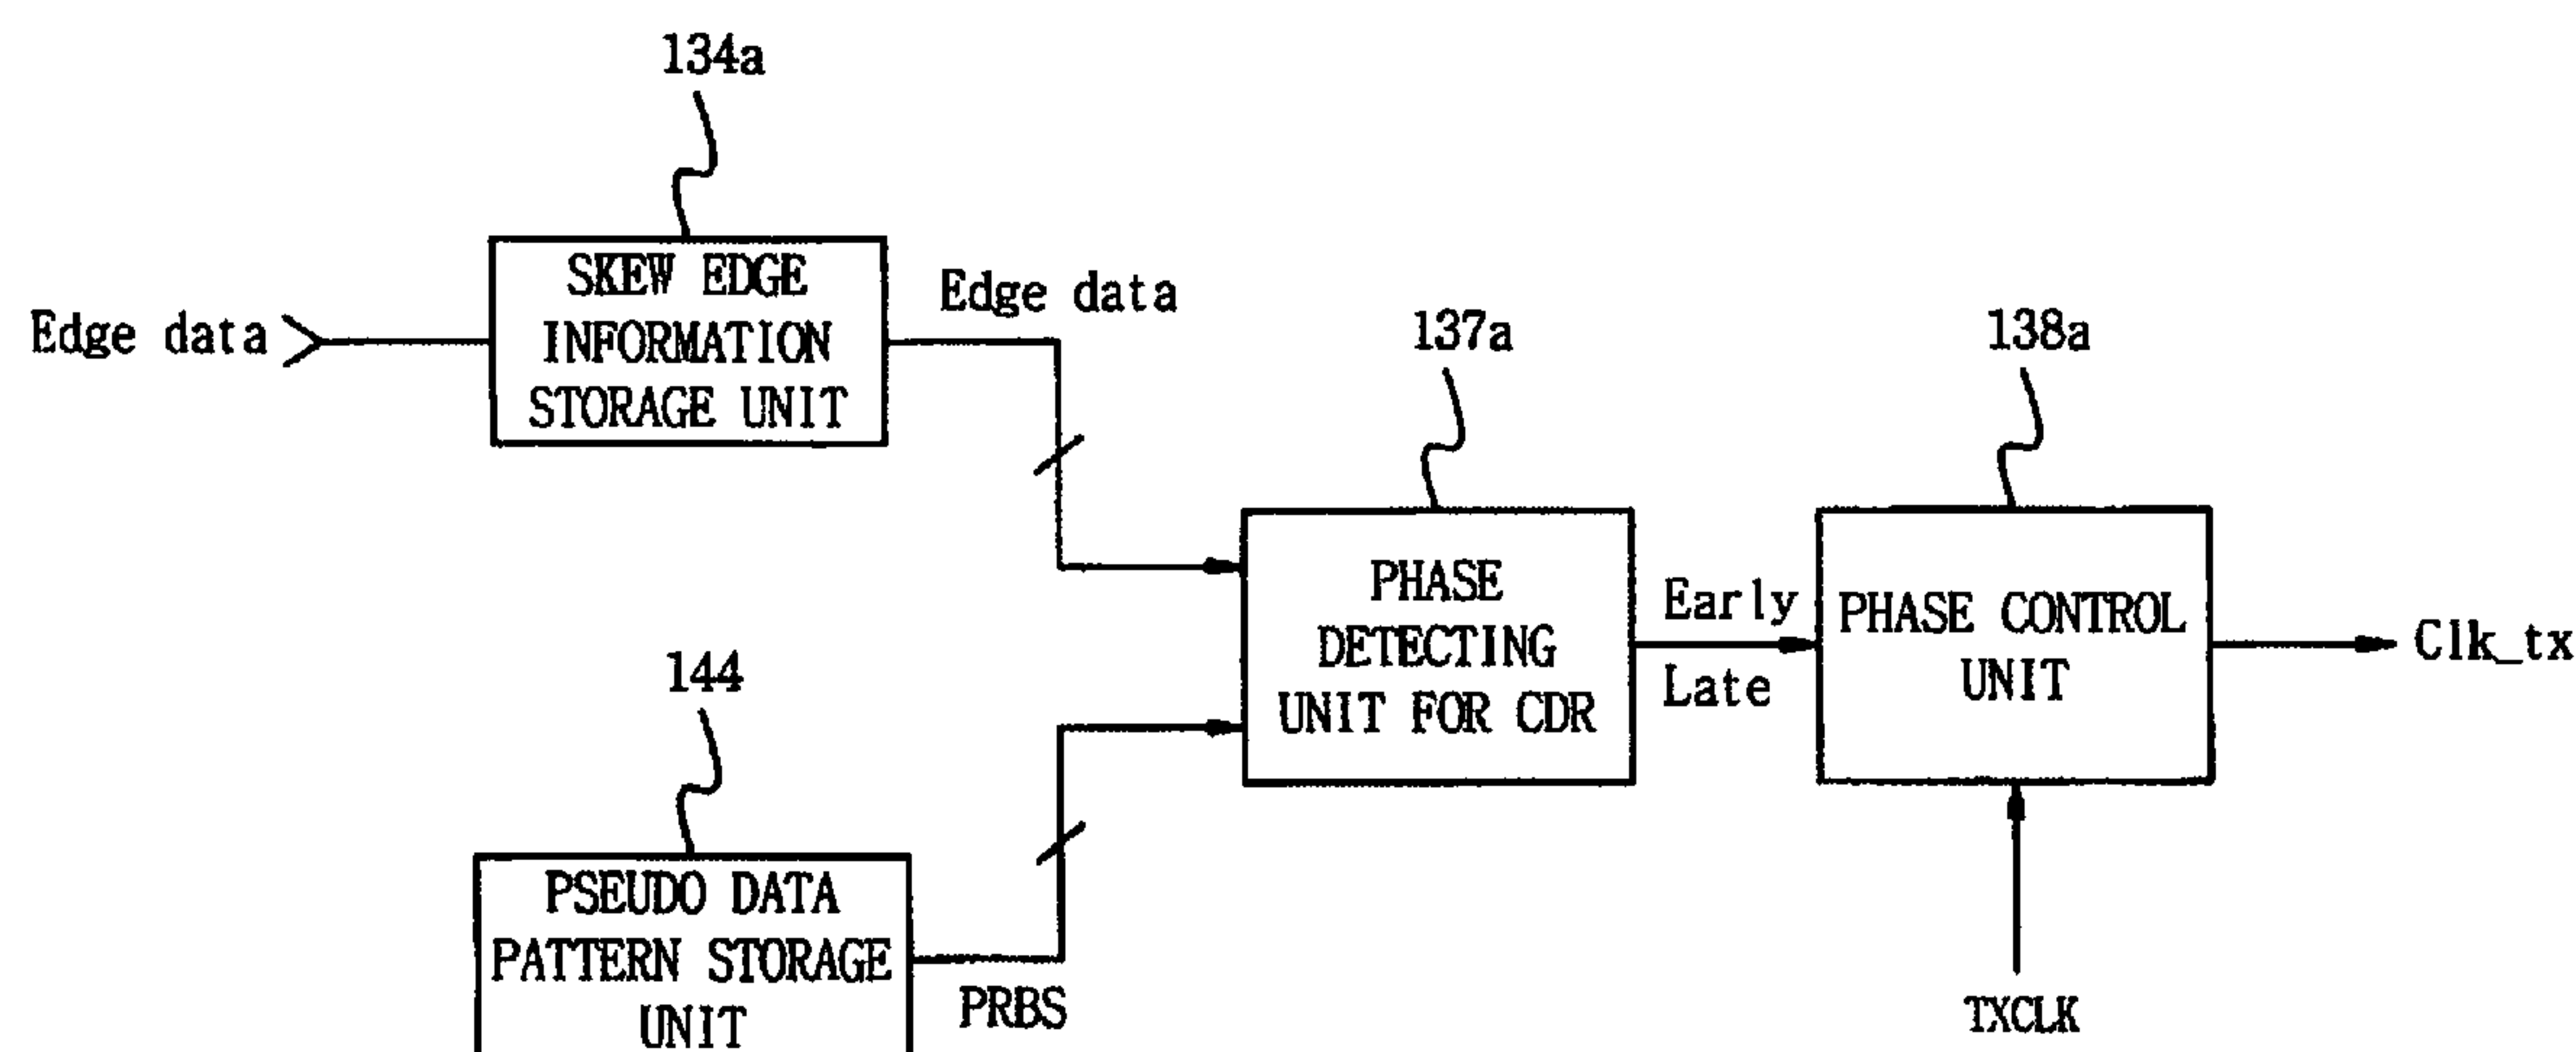 134a
SKEW EDGE
INFORMATION
STORAGE UNIT
Edge data
Edge data
137a
138a
PHASE
DETECTING
UNIT FOR CDR
Early
Late
PHASE CONTROL
UNIT
Clk_tx
144
PSEUDO DATA
PATTERN STORAGE
UNIT
PRBS
TXCLK